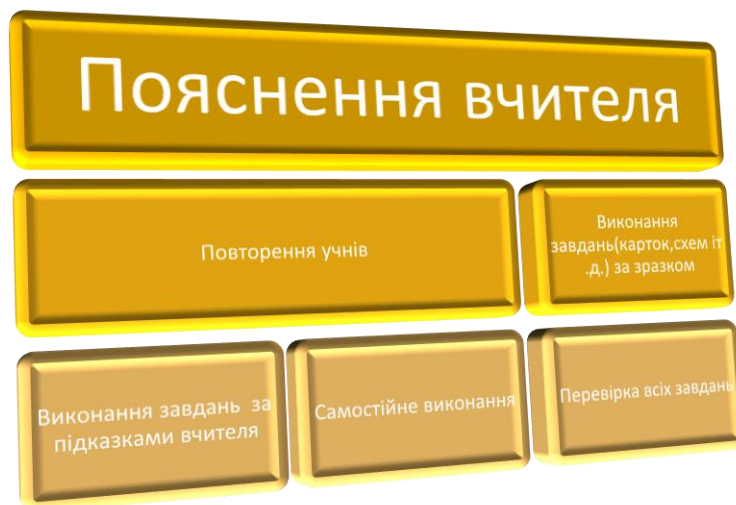 Пояснення вчителя
Повторення учнів
Виконання
завдань(карток,схем іт
.д.) за зразком
Виконання завдань за
підказками вчителя
Самостійне виконання
Перевірка всіх завдань